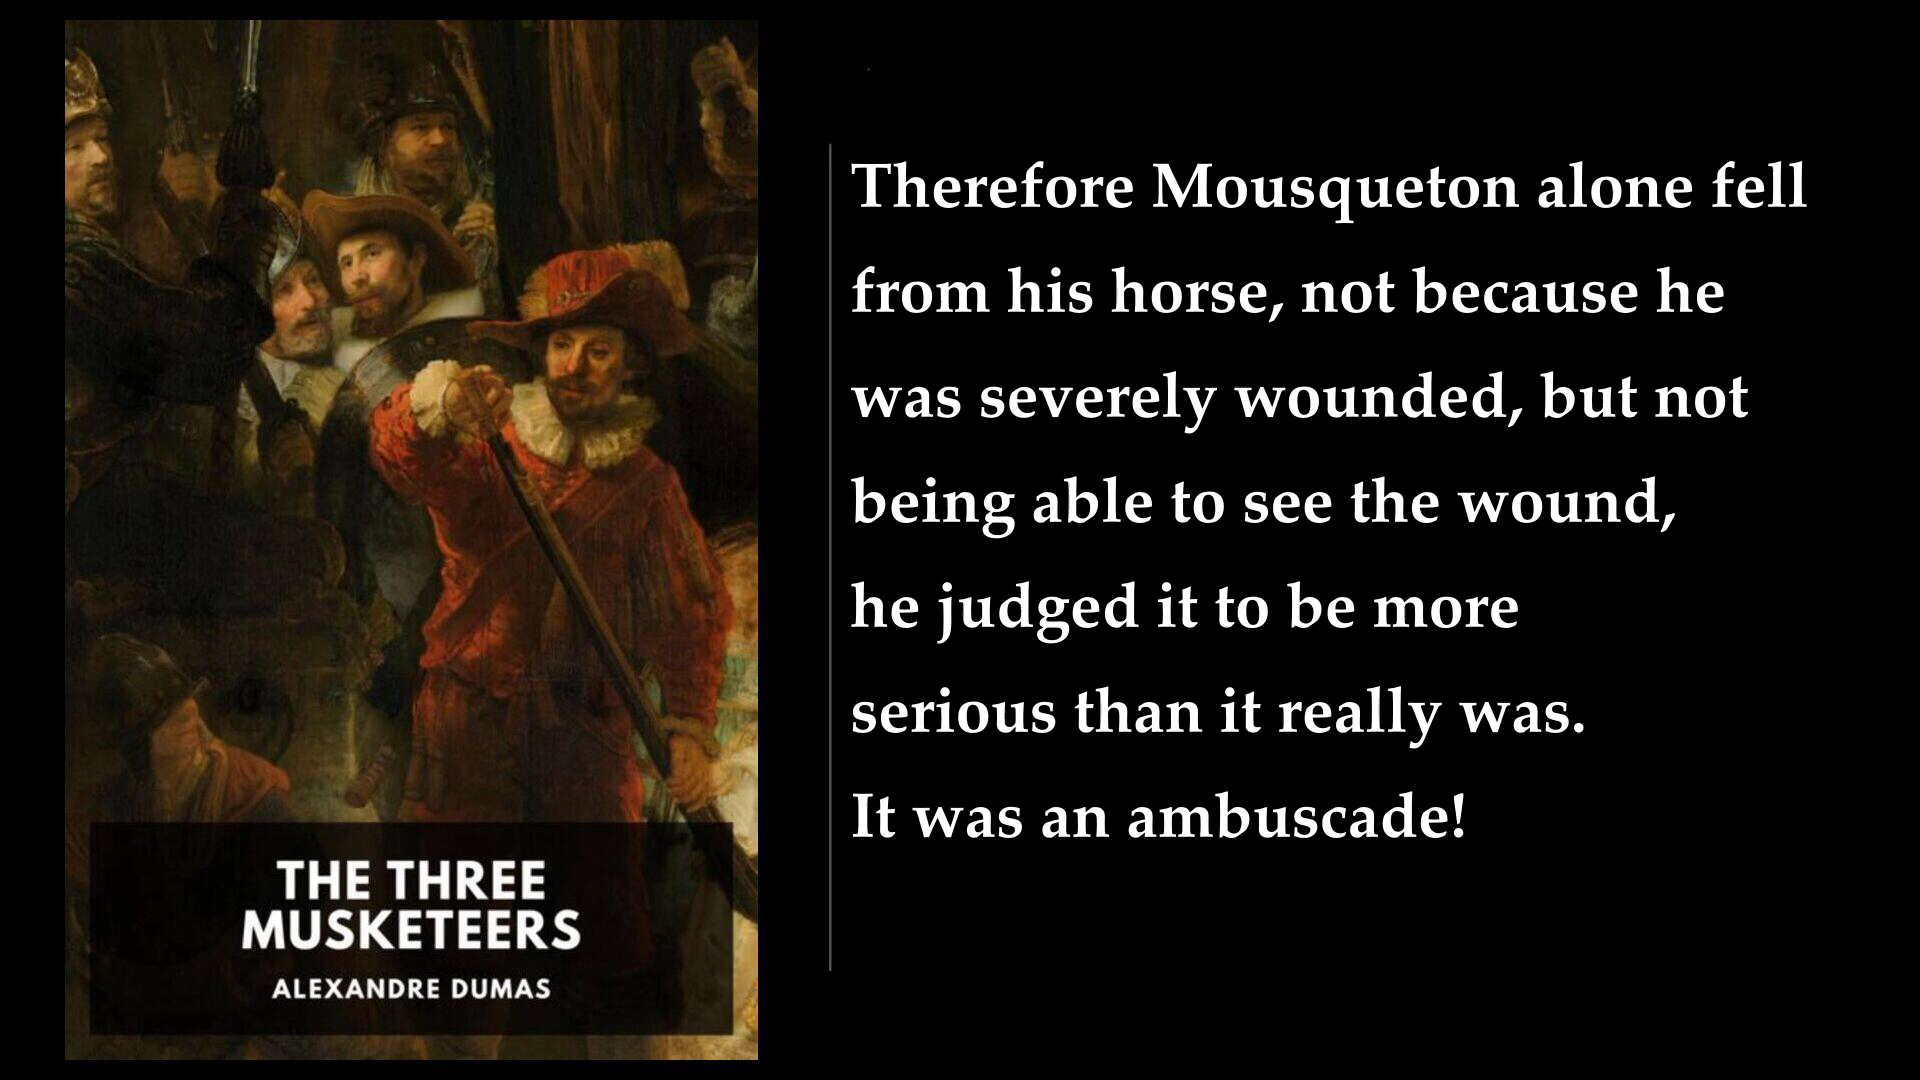 Therefore Mousqueton alone fell
from his horse, not because he
was severely wounded, but not
being able to see the wound,
he judged it to be more
serious than it really was.
It was an ambuscade!
THE THREE
MUSKETEERS
ALEXANDRE DUMAS